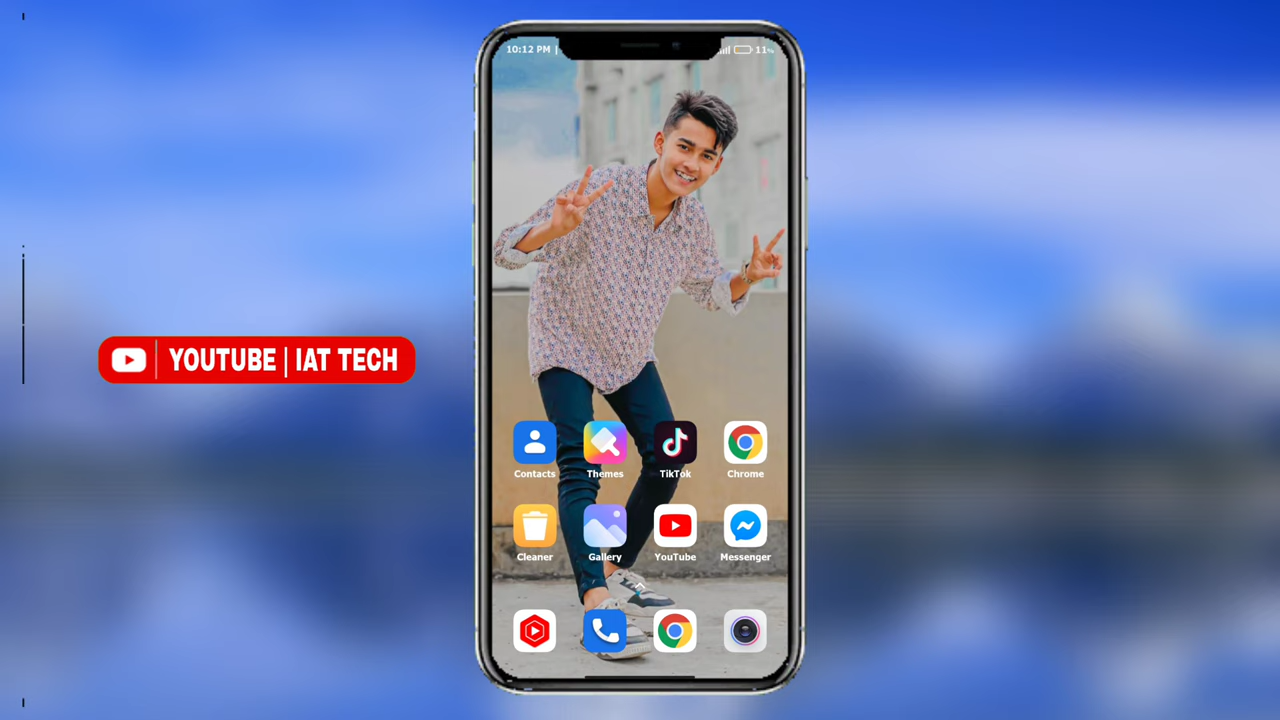 10:12 PM |
11%
YOUTUBE | IAT TECH
Contacts
Themes
TikTok
Chrome
Cleaner
Gallery
YouTube
Messenger